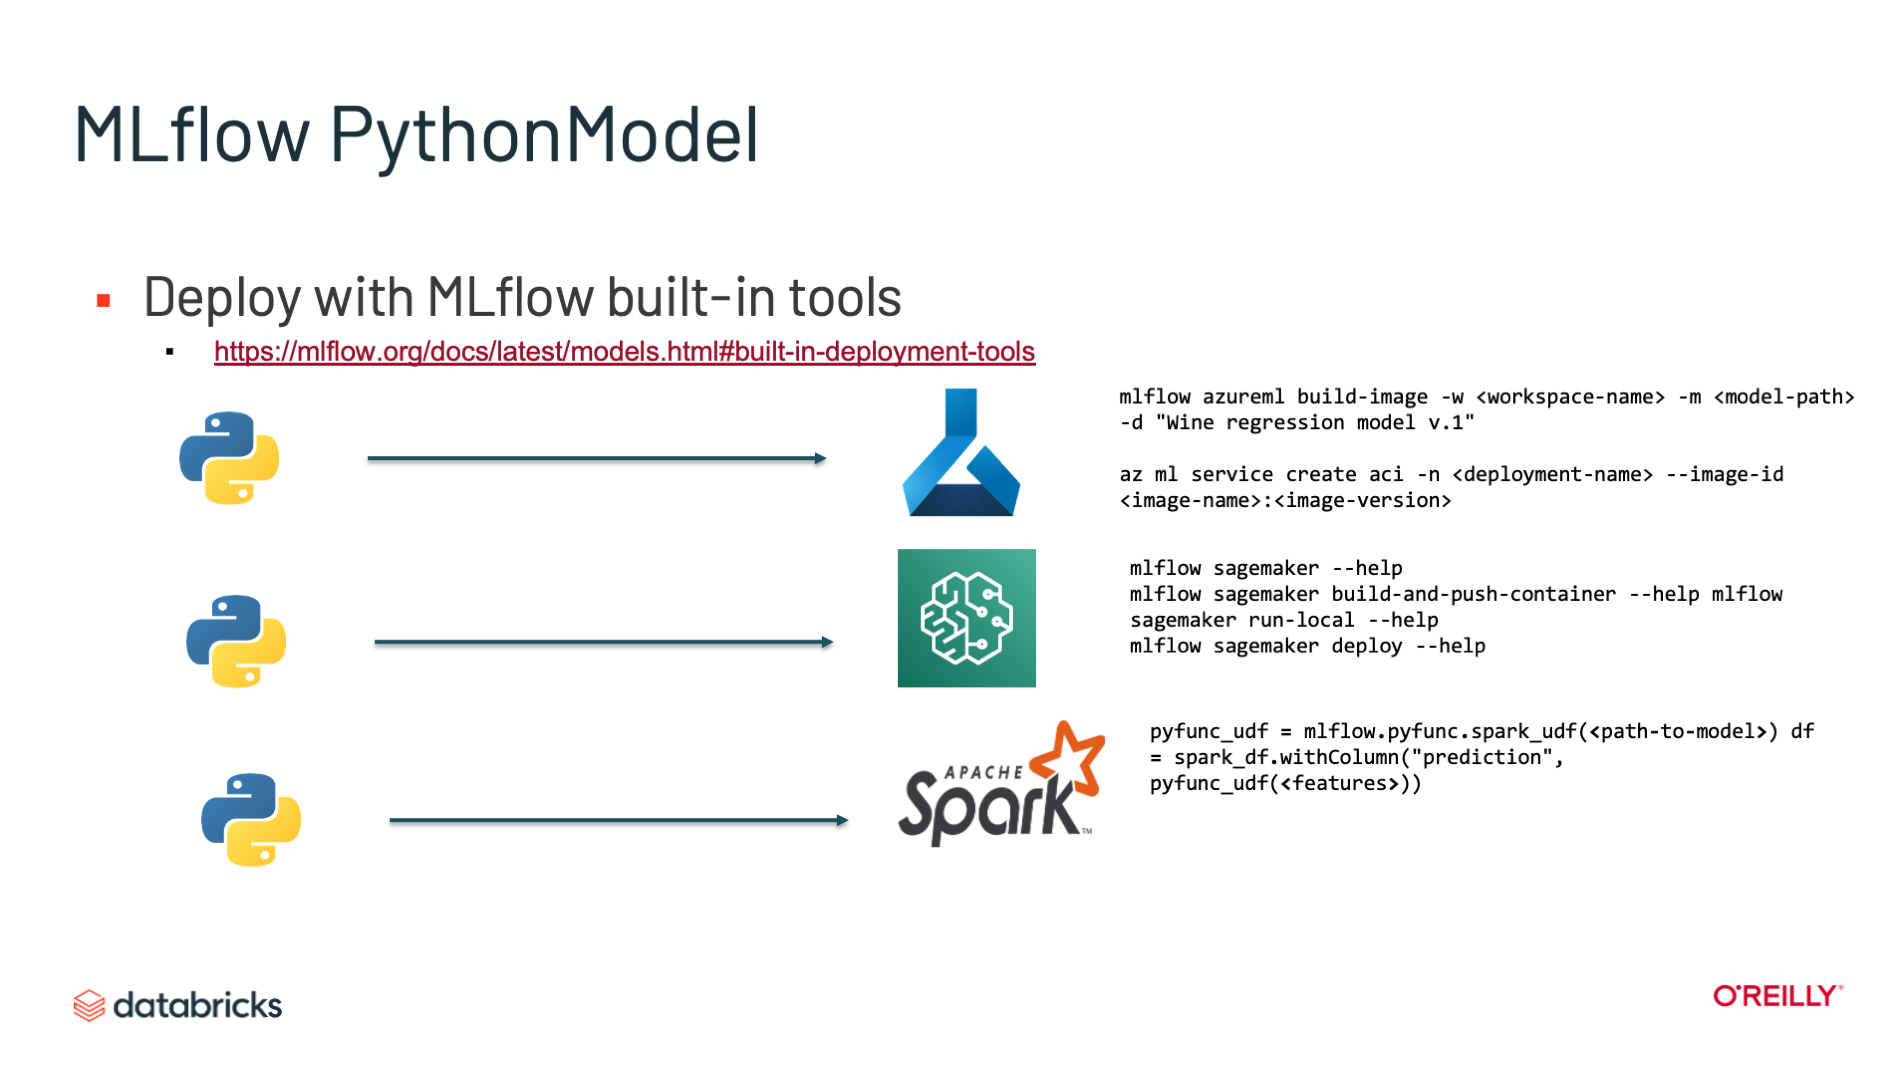 MLflow PythonModel
▪ Deploy with MLflow built-in tools
▪ https://mlflow.org/docs/latest/models.html#built-in-deployment-tools
mlflow azureml build-image -w <workspace-name> -m <model-path>
-d "Wine regression model v.1"
az ml service create aci -n <deployment-name> --image-id
<image-name>:<image-version>
mlflow sagemaker --help
mlflow sagemaker build-and-push-container --help mlflow
sagemaker run-local --help
mlflow sagemaker deploy --help
APACHE
Spark™
pyfunc_udf = mlflow.pyfunc.spark_udf(<path-to-model>) df
= spark_df.withColumn("prediction",
pyfunc_udf(<features>))
databricks
O'REILLY®